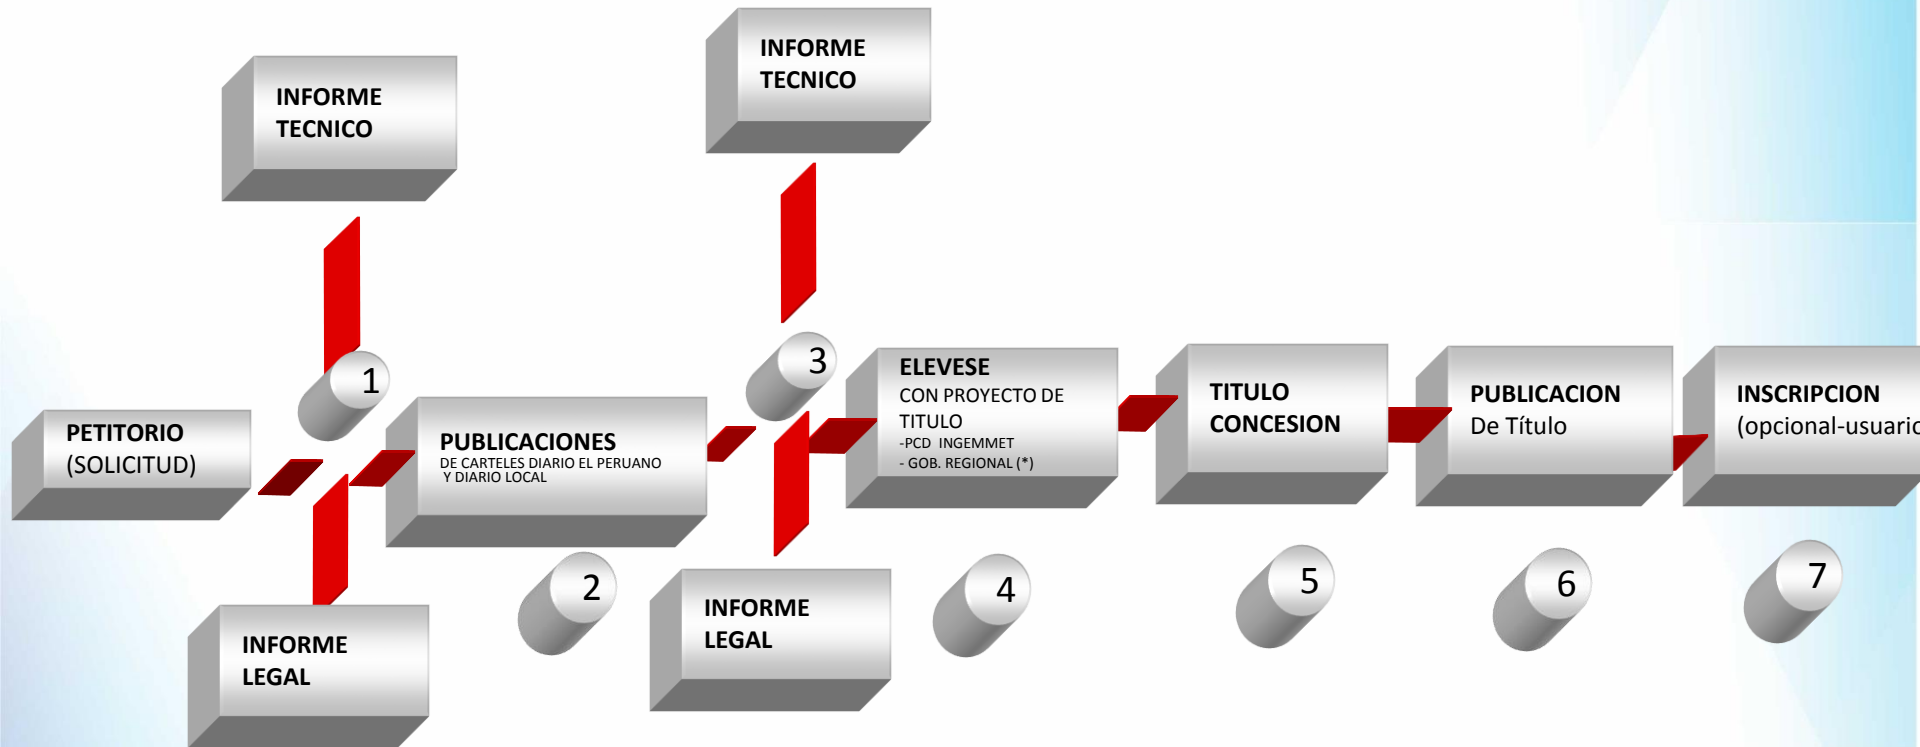 INFORME
TECNICO
INFORME
TECNICO
1
3
PETITORIO
(SOLICITUD)
PUBLICACIONES
DE CARTELES DIARIO EL PERUANO
Y DIARIO LOCAL
ELEVESE
CON PROYECTO DE
TITULO
-PCD INGEMMET
- GOB. REGIONAL (*)
TITULO
CONCESION
PUBLICACION
De Título
INSCRIPCION
(opcional-usuario
INFORME
LEGAL
2
INFORME
LEGAL
4
5
6
7